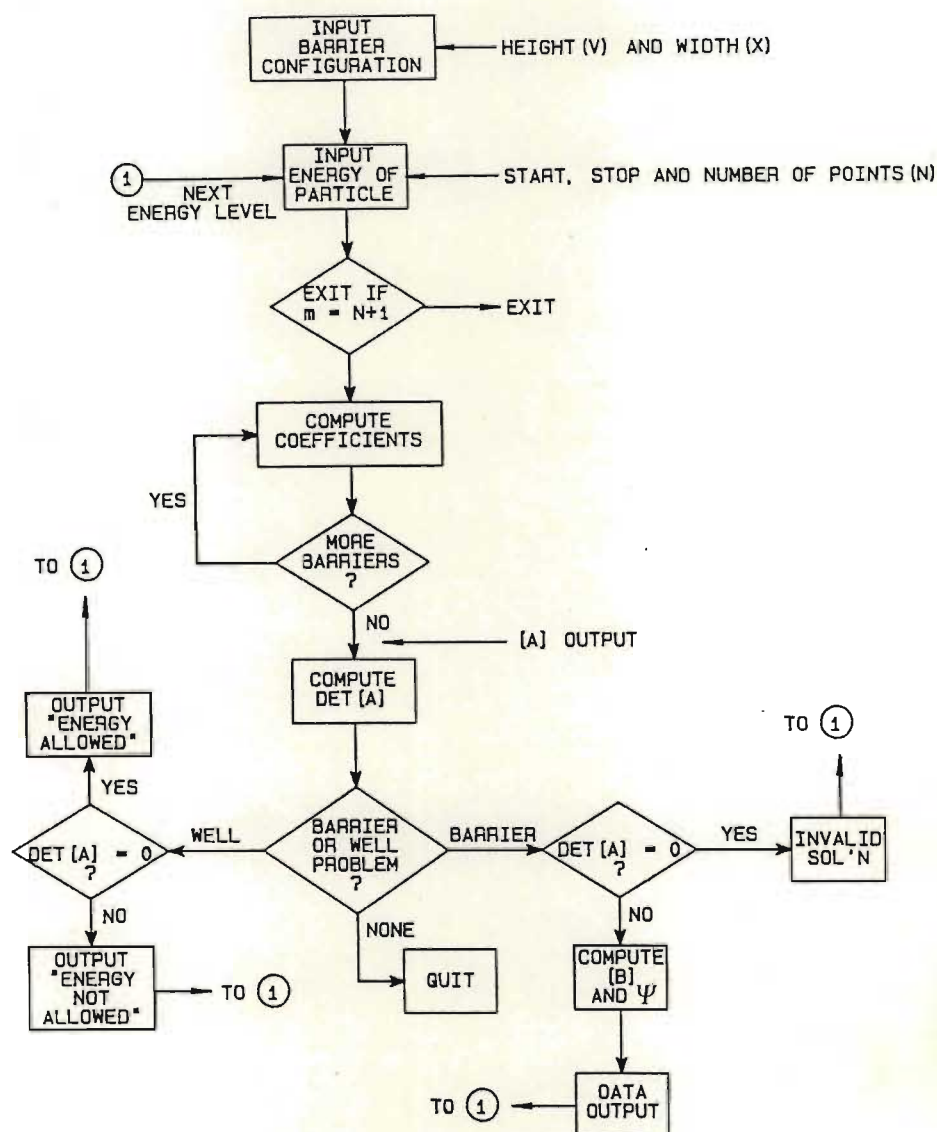 INPUT
BARRIER
CONFIGURATION
HEIGHT(V) AND WIDTH(X)
INPUT
ENERGY OF
PARTICLE
1
NEXT
ENERGY LEVEL
START, STOP AND NUMBER OF POINTS(N)
EXIT IF
m = N+1
EXIT
COMPUTE
COEFFICIENTS
YES
MORE
BARRIERS
?
TO 1
NO
[A] OUTPUT
COMPUTE
DET[A]
OUTPUT
"ENERGY
ALLOWED"
TO 1
YES
DET[A] = 0
?
WELL
BARRIER
OR WELL
PROBLEM
?
BARRIER
DET[A] = 0
?
YES
INVALID
SOL'N
NO
NONE
NO
OUTPUT
"ENERGY
NOT
ALLOWED"
TO 1
QUIT
COMPUTE
[B]
AND Ψ
TO 1
DATA
OUTPUT